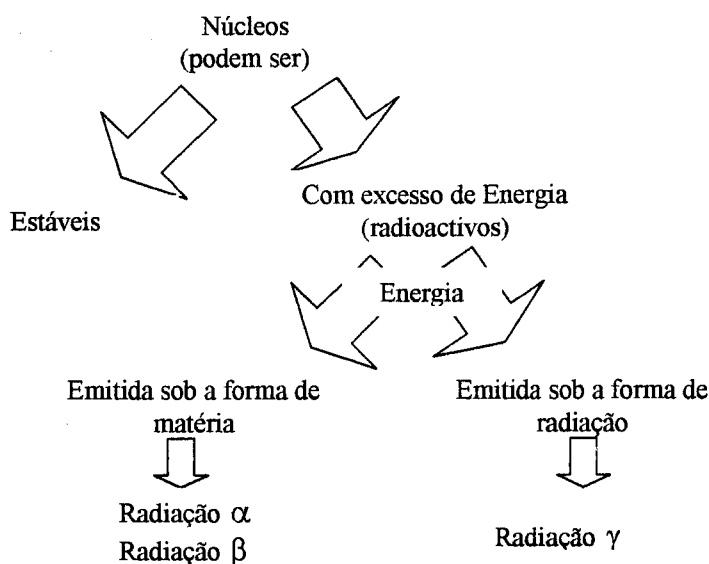 Núcleos
(podem ser)
Estáveis
Com excesso de Energia
(radioactivos)
Energia
Emitida sob a forma de
matéria
Emitida sob a forma de
radiação
Radiação α
Radiação β
Radiação γ